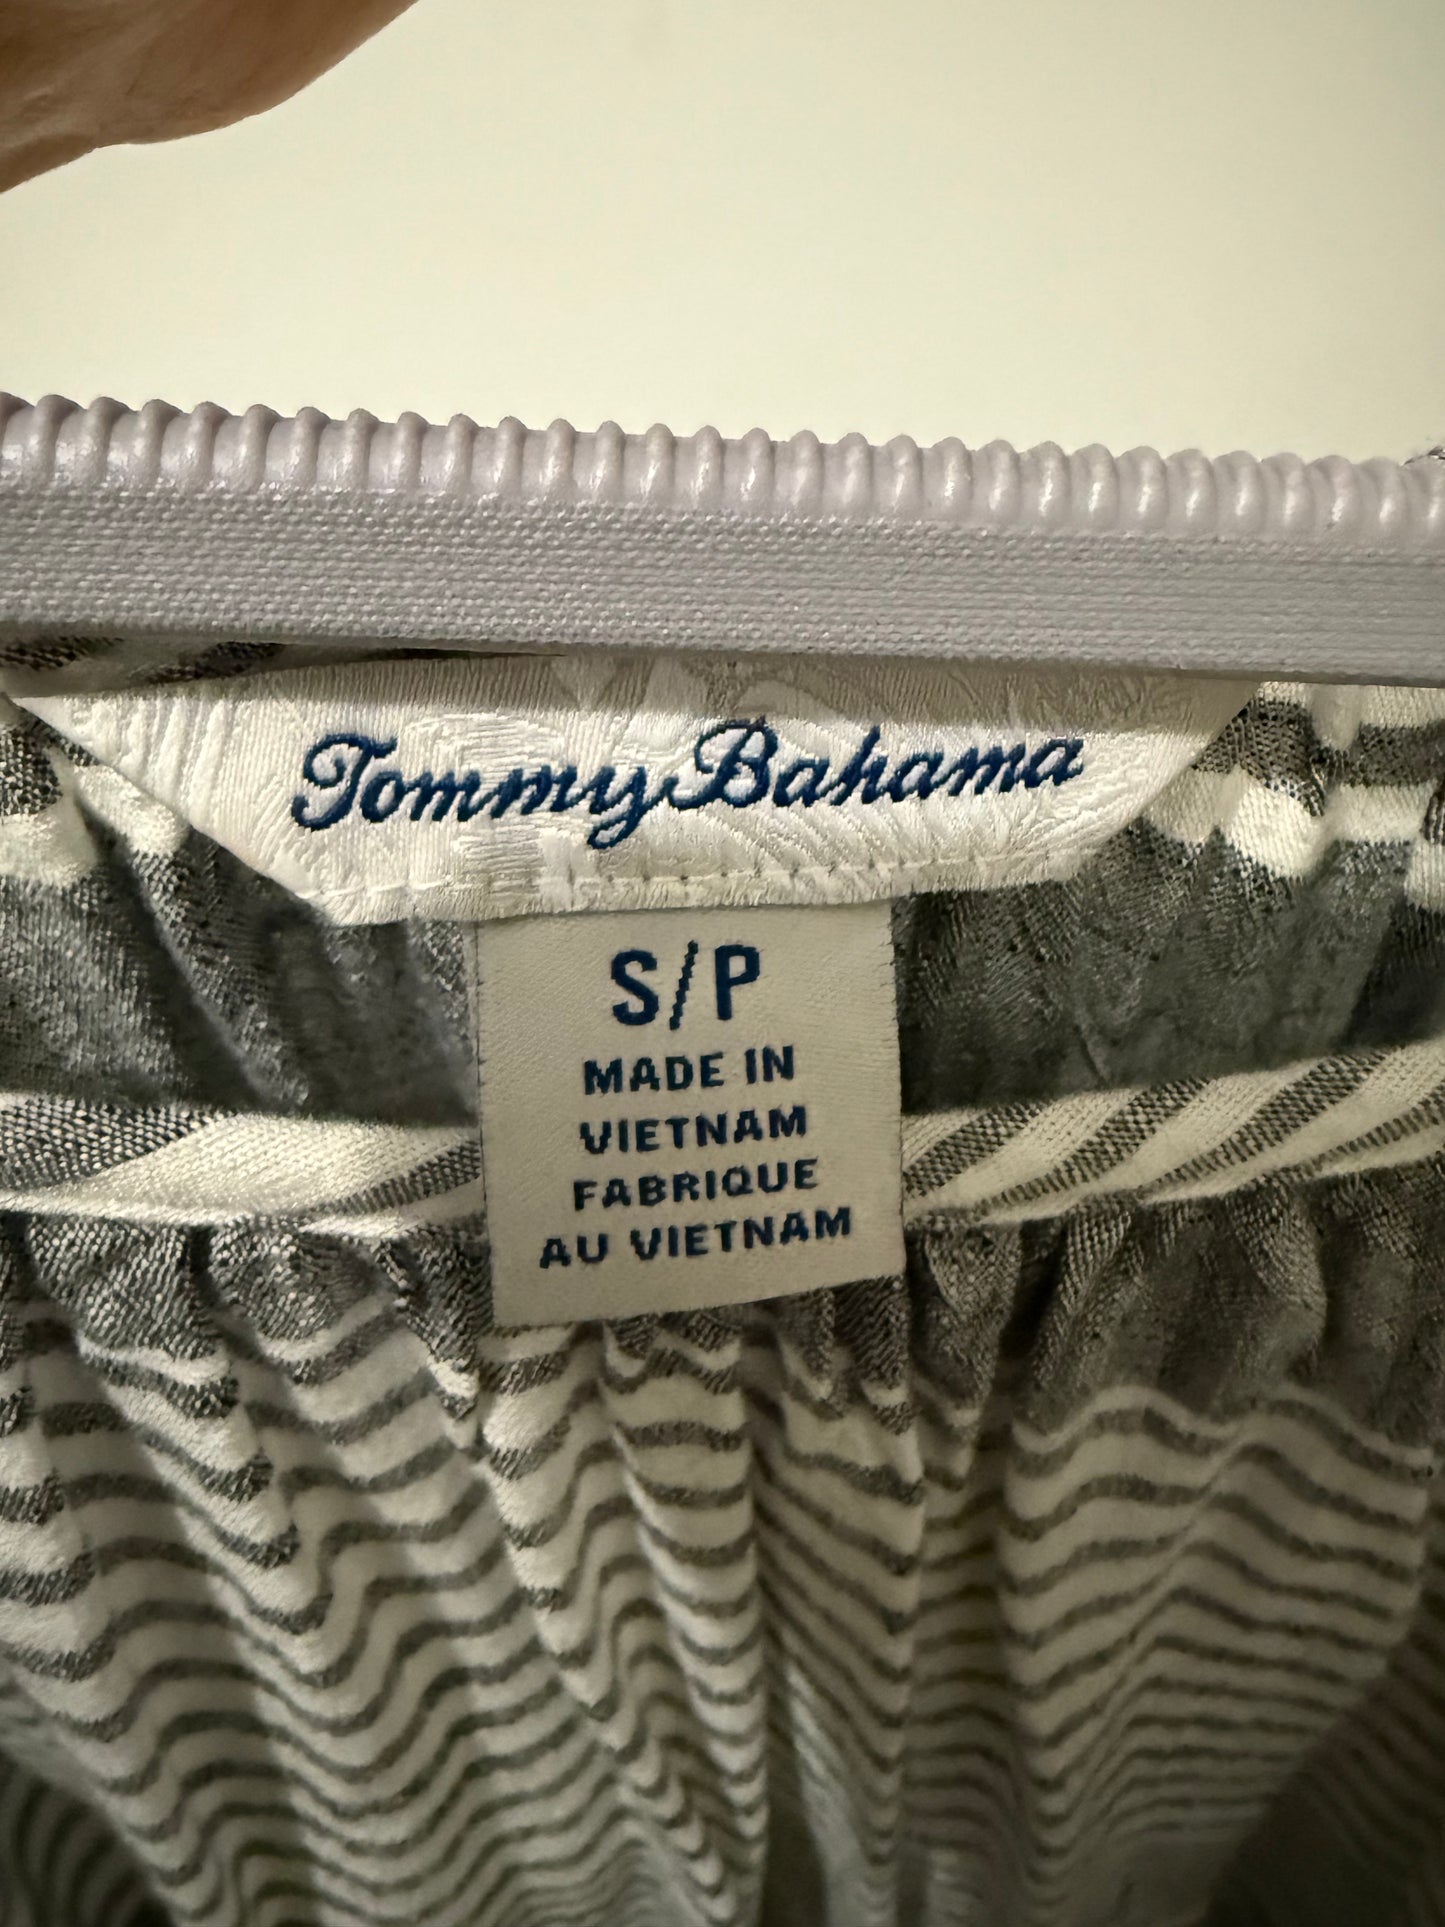 Tommy Bahama
S/P
MADE IN
VIETNAM
FABRIQUE
AU VIETNAM